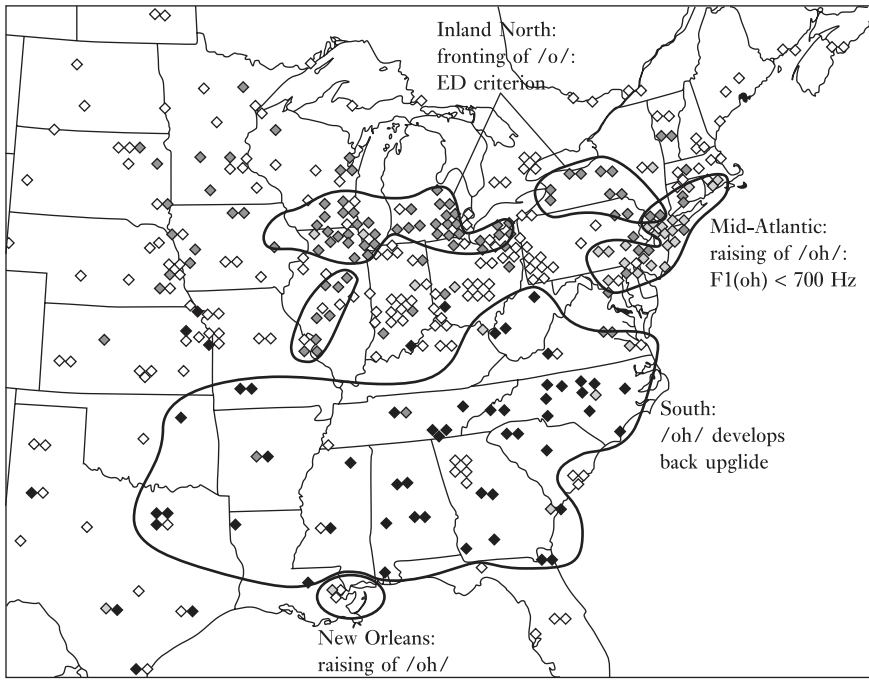 Inland North:
fronting of /o/:
ED criterion
Mid-Atlantic:
raising of /oh/:
F1(oh) < 700 Hz
South:
/oh/ develops
back upglide
New Orleans:
raising of /oh/